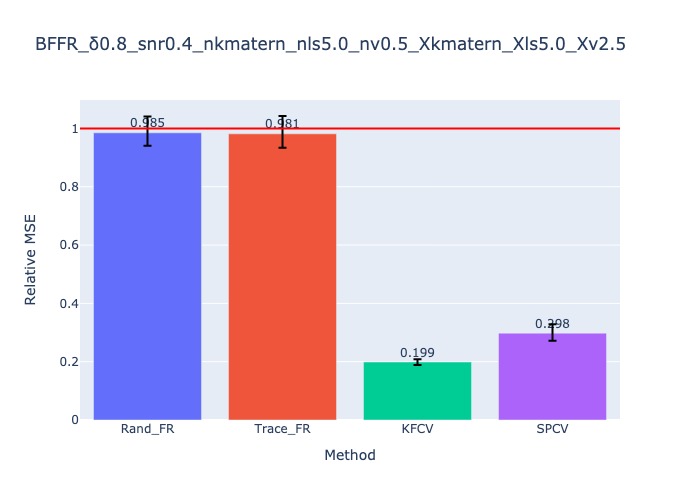 BFFR_δ0.8_snr0.4_nkmatern_nls5.0_nv0.5_Xkmatern_Xls5.0_Xv2.5
Relative MSE
1
0.8
0.6
0.4
0.2
0
0.985
0.981
0.199
0.298
Rand_FR
Trace_FR
KFCV
SPCV
Method